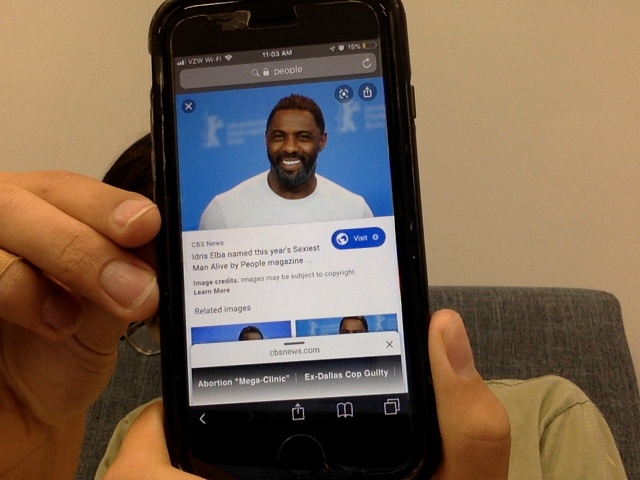 VZW Wi-Fi 11:03 AM 15%
people
CBS News
Visit
Idris Elba named this year's Sexiest
Man Alive by People magazine ...
Image credits. Images may be subject to copyright.
Learn More
Related images
cbsnews.com
Abortion "Mega-Clinic" | Ex-Dallas Cop Guilty |